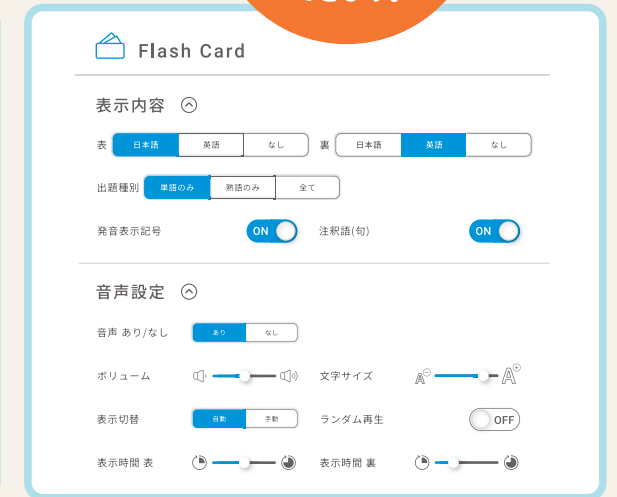 Flash Card
表示内容
表 日本語 英語 なし 裏 日本語 英語 なし
出題種別 単語のみ 熟語のみ 全て
発音表示記号 ON 注釈語(句) ON
音声設定
音声 あり/なし あり なし
ボリューム 文字サイズ A A
表示切替 自動 手動 ランダム再生 OFF
表示時間 表 表示時間 裏